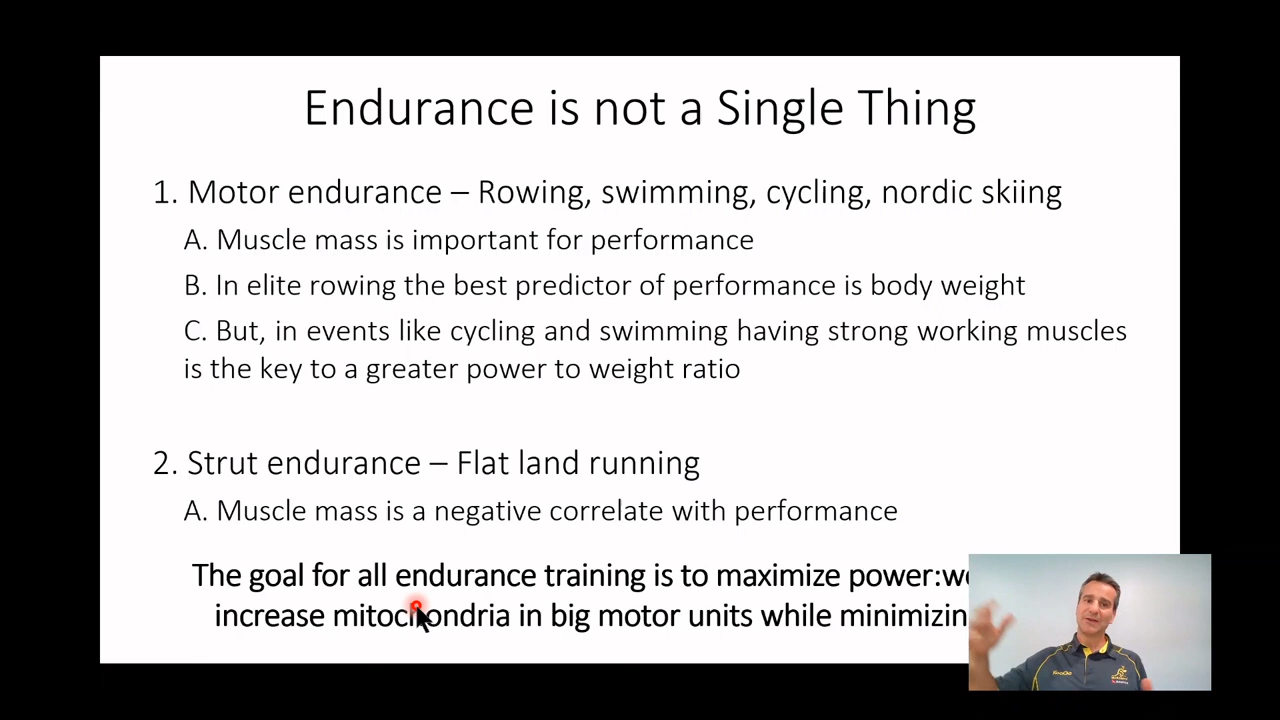 Endurance is not a Single Thing
1. Motor endurance – Rowing, swimming, cycling, nordic skiing
A. Muscle mass is important for performance
B. In elite rowing the best predictor of performance is body weight
C. But, in events like cycling and swimming having strong working muscles
is the key to a greater power to weight ratio
2. Strut endurance – Flat land running
A. Muscle mass is a negative correlate with performance
The goal for all endurance training is to maximize power:we
increase mitochondria in big motor units while minimizin
KooGa